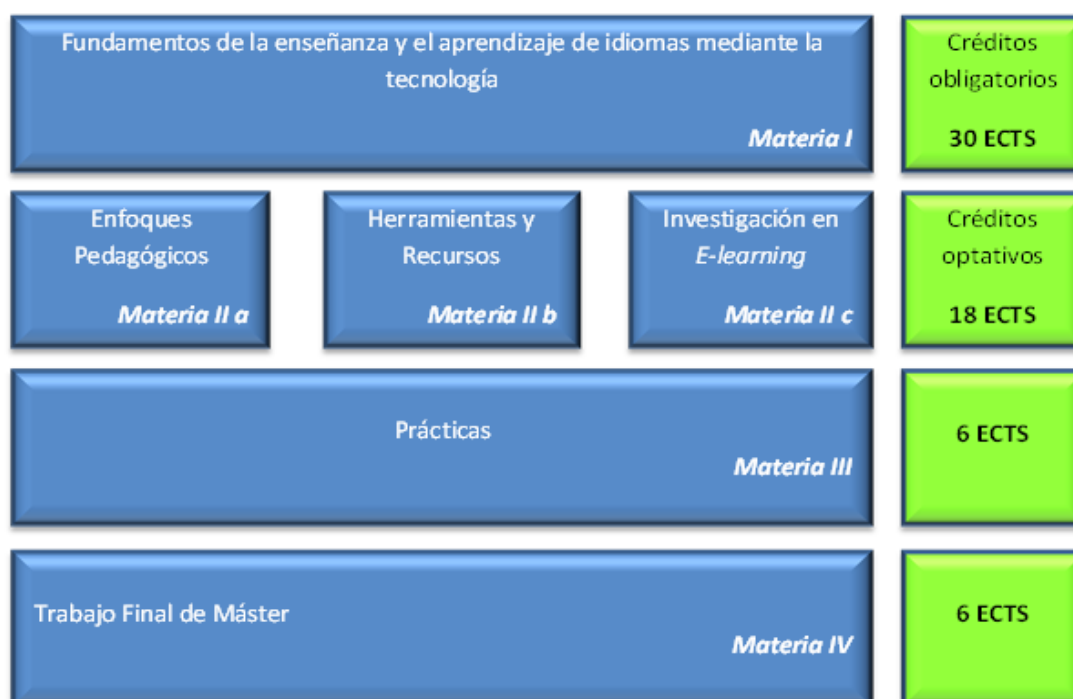 Fundamentos de la enseñanza y el aprendizaje de idiomas mediante la
tecnología
Materia I
Créditos
obligatorios
30 ECTS
Enfoques
Pedagógicos
Materia II a
Herramientas y
Recursos
Materia II b
Investigación en
E-learning
Materia II c
Créditos
optativos
18 ECTS
Prácticas
Materia III
6 ECTS
Trabajo Final de Máster
Materia IV
6 ECTS